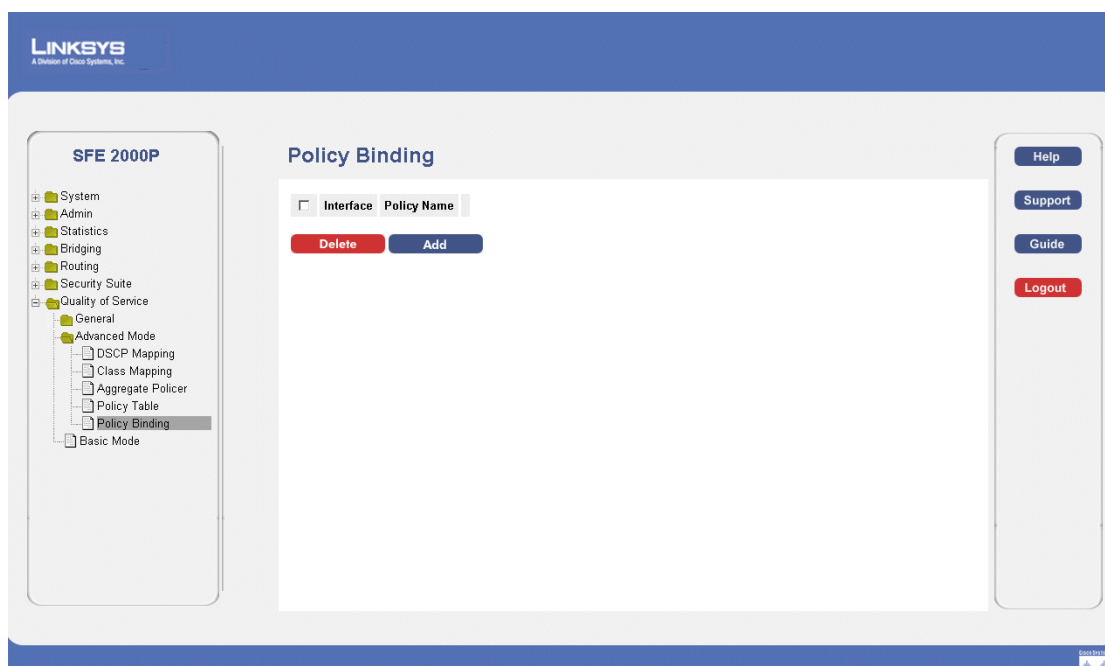 LINKSYS
A Division of Cisco Systems, Inc.
SFE 2000P
System
Admin
Statistics
Bridging
Routing
Security Suite
Quality of Service
General
Advanced Mode
DSCP Mapping
Class Mapping
Aggregate Policer
Policy Table
Policy Binding
Basic Mode
Policy Binding
Interface Policy Name
Delete Add
Help
Support
Guide
Logout